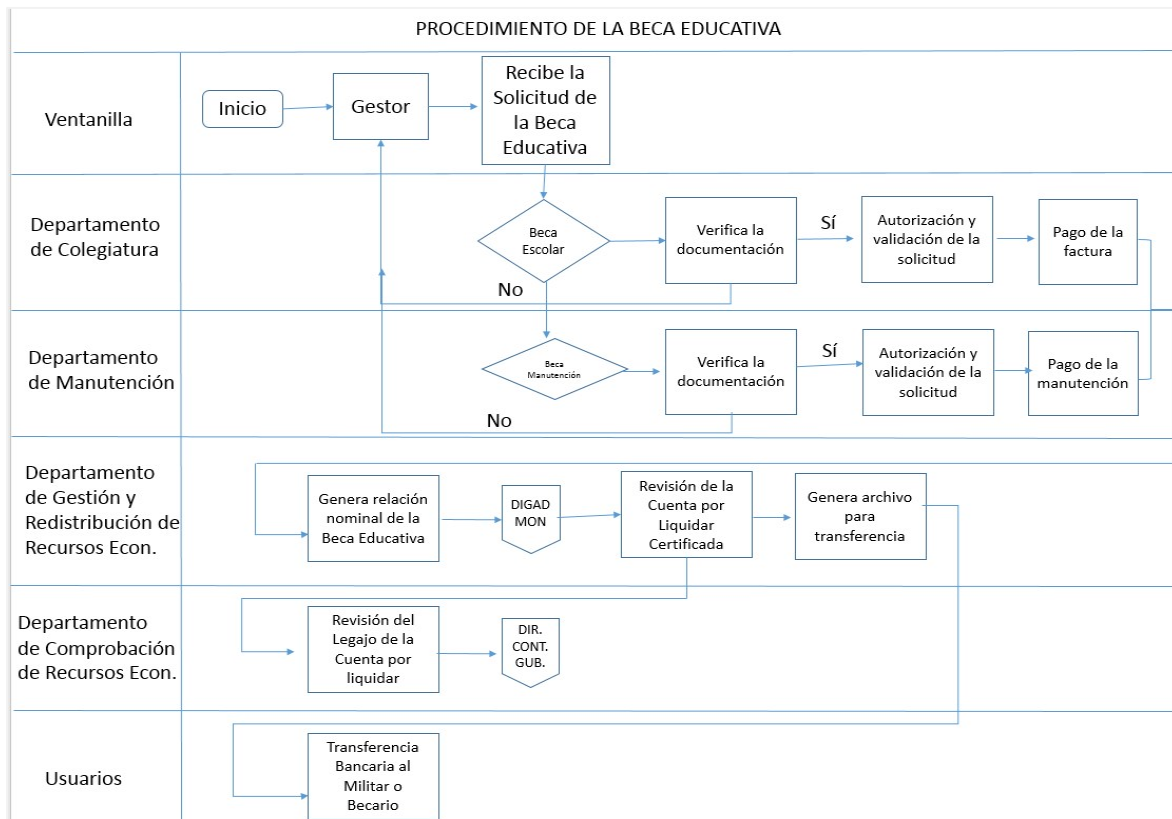 PROCEDIMIENTO DE LA BECA EDUCATIVA
Ventanilla
Inicio
Gestor
Recibe la
Solicitud de
la Beca
Educativa
Departamento
de Colegiatura
Beca
Escolar
Verifica la
documentación
Sí
Autorización y
validación de la
solicitud
Pago de la
factura
No
Departamento
de Manutención
Beca
Manutención
Verifica la
documentación
Sí
Autorización y
validación de la
solicitud
Pago de la
manutención
No
Departamento
de Gestión y
Redistribución de
Recursos Econ.
Genera relación
nominal de la
Beca Educativa
DIGAD
MON
Revisión de la
Cuenta por
Liquidar
Certificada
Genera archivo
para
transferencia
Departamento
de Comprobación
de Recursos Econ.
Revisión del
Legajo de la
Cuenta por
liquidar
DIR.
CONT.
GUB.
Usuarios
Transferencia
Bancaria al
Militar o
Becario